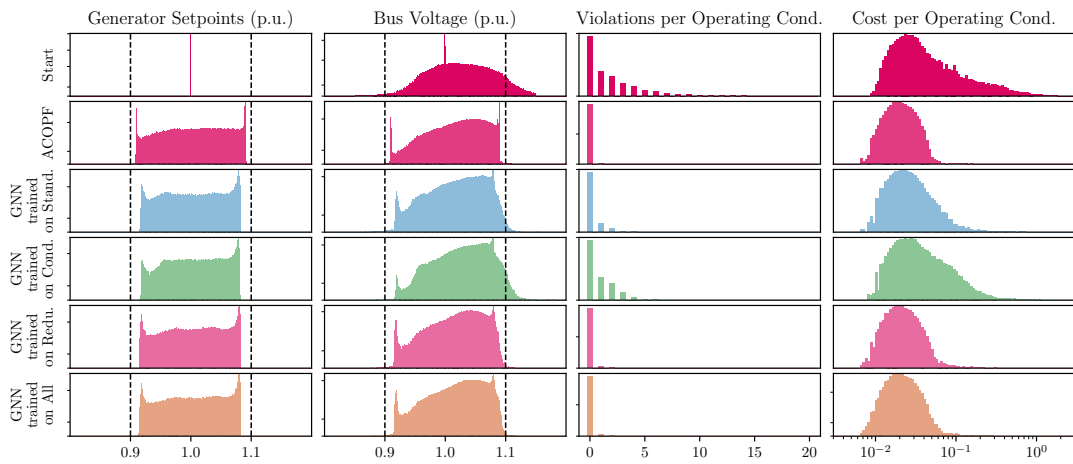 Generator Setpoints (p.u.)
Bus Voltage (p.u.)
Violations per Operating Cond.
Cost per Operating Cond.
Start
ACOPF
GNN
trained
on Stand.
GNN
trained
on Cond.
GNN
trained
on Redu.
GNN
trained
on All
0.9 1.0 1.1
0.9 1.0 1.1
0 5 10 15 20
10⁻² 10⁻¹ 10⁰